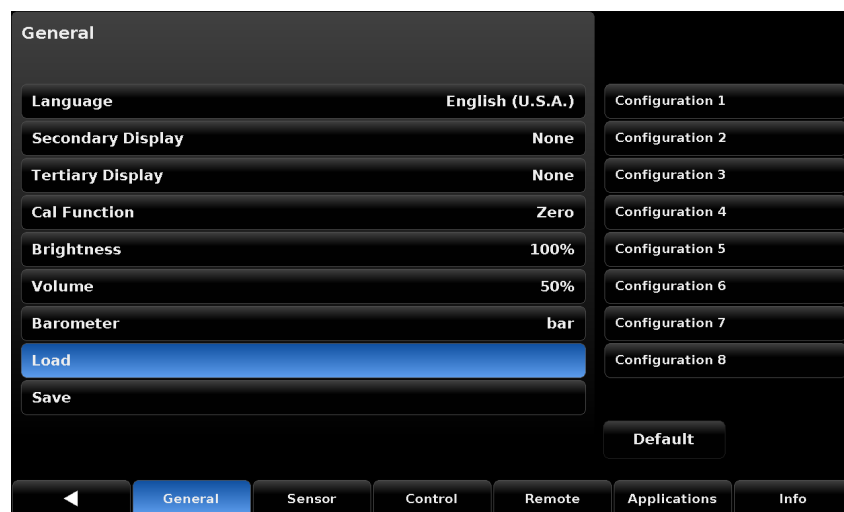 General
Language English (U.S.A.)
Secondary Display None
Tertiary Display None
Cal Function Zero
Brightness 100%
Volume 50%
Barometer bar
Load
Save
Configuration 1
Configuration 2
Configuration 3
Configuration 4
Configuration 5
Configuration 6
Configuration 7
Configuration 8
Default
General Sensor Control Remote Applications Info